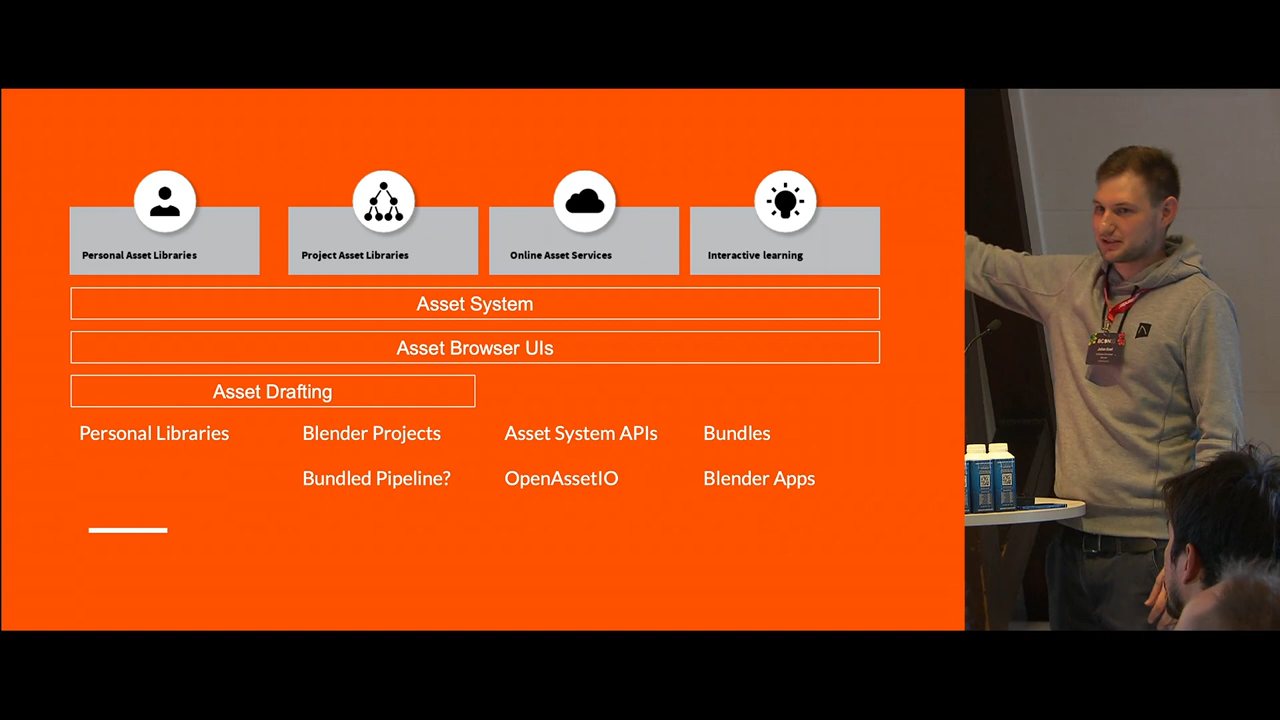 Personal Asset Libraries
Project Asset Libraries
Online Asset Services
Interactive learning
Asset System
Asset Browser UIs
Asset Drafting
Personal Libraries
Blender Projects
Asset System APIs
Bundles
Bundled Pipeline?
OpenAssetIO
Blender Apps